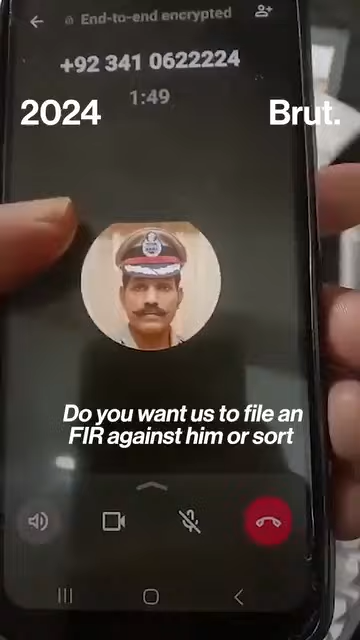 End-to-end encrypted
+92 341 0622224
1:49
2024
Brut.
Do you want us to file an
FIR against him or sort